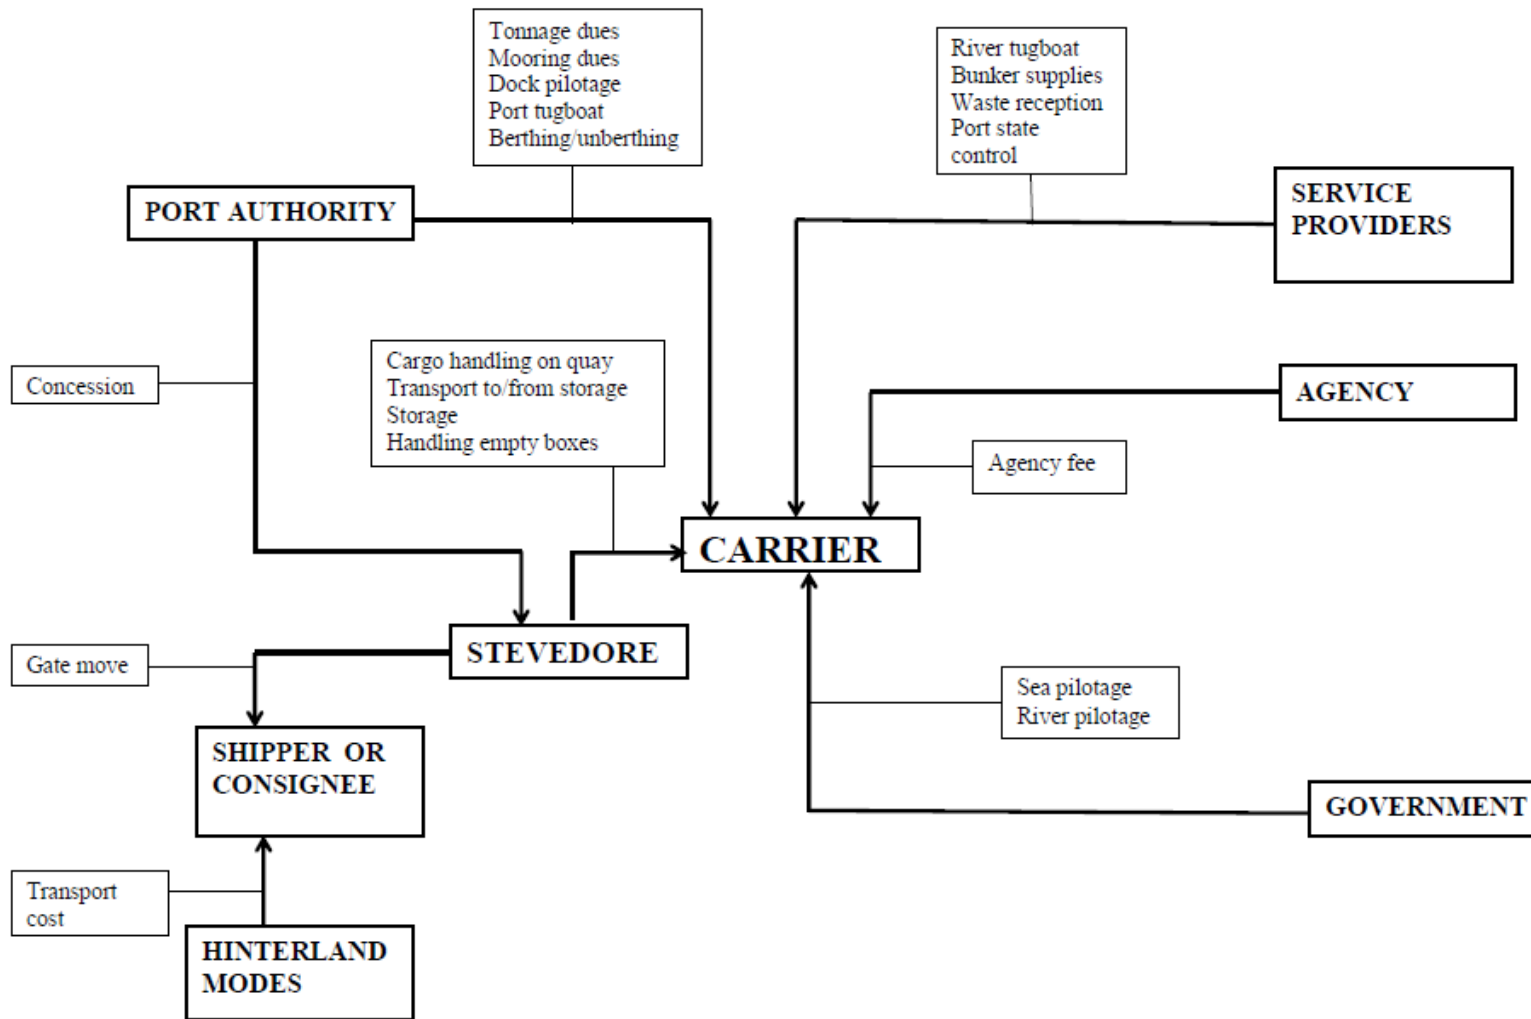 Tonnage dues
Mooring dues
Dock pilotage
Port tugboat
Berthing/unberthing
River tugboat
Bunker supplies
Waste reception
Port state
control
PORT AUTHORITY
SERVICE
PROVIDERS
Concession
Cargo handling on quay
Transport to/from storage
Storage
Handling empty boxes
AGENCY
Agency fee
CARRIER
STEVEDORE
Gate move
Sea pilotage
River pilotage
SHIPPER OR
CONSIGNEE
GOVERNMENT
Transport
cost
HINTERLAND
MODES